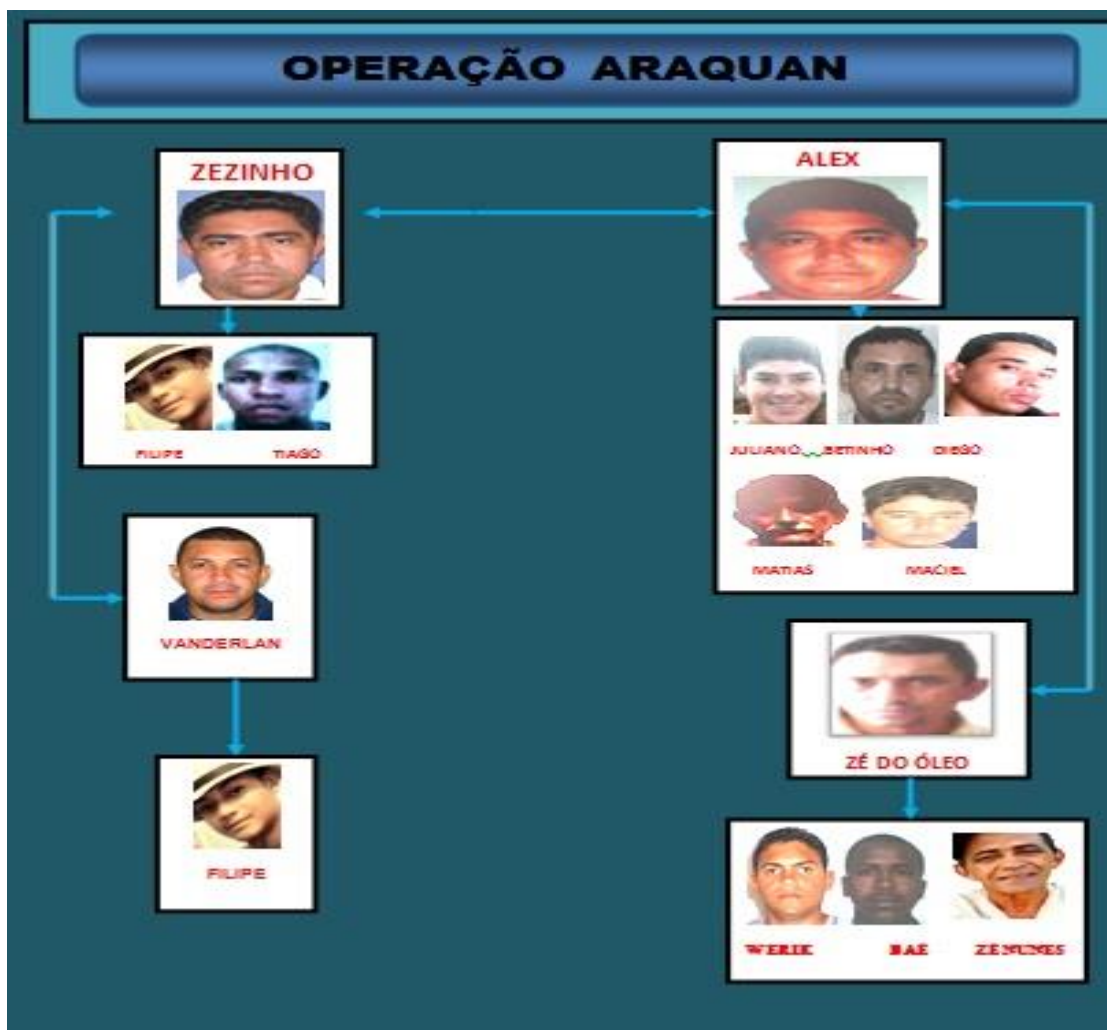 OPERAÇÃO ARAQUAN
ZEZINHO
ALEX
FILIPE TIAGO
JULIANO BETINHO DIEGO
MATIAS MACIEL
VANDERLAN
ZÉ DO ÓLEO
FILIPE
WERIK BAÉ ZÉ NUNES